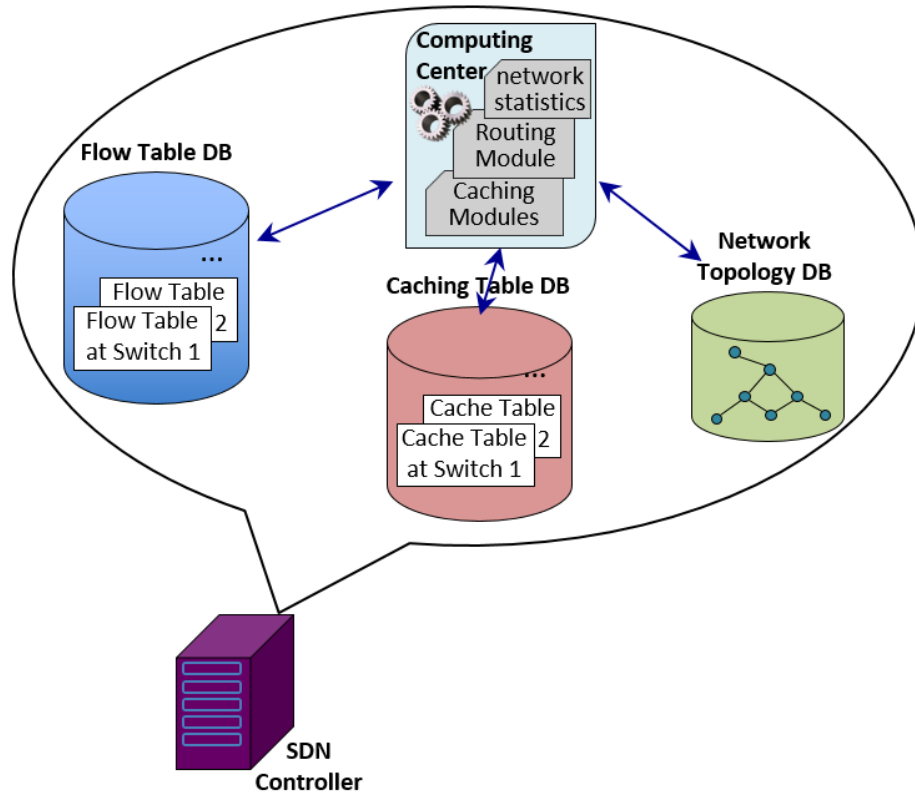 Computing
Center
network
statistics
Routing
Module
Caching
Modules
Flow Table DB
...
Flow Table
2
Flow Table
at Switch 1
Caching Table DB
...
Cache Table
2
Cache Table
at Switch 1
Network
Topology DB
SDN
Controller